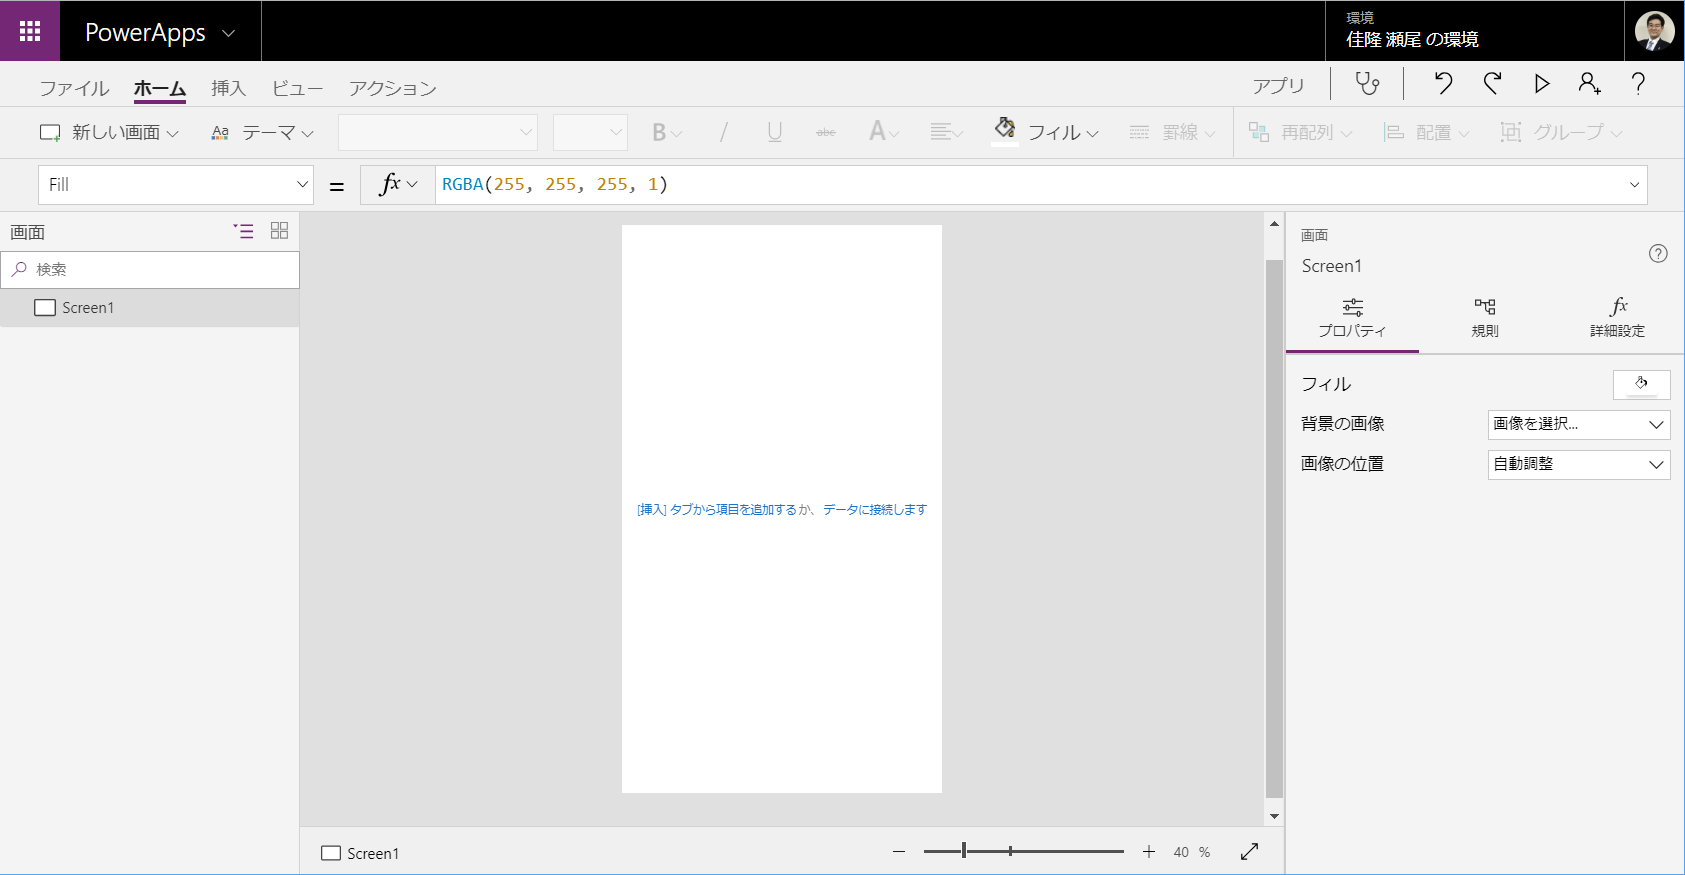 PowerApps
環境
佳隆 瀬尾 の環境
ファイル ホーム 挿入 ビュー アクション アプリ
新しい画面 Aa テーマ B / U abc A フィル 罫線 再配列 配置 グループ
Fill = fx RGBA(255, 255, 255, 1)
画面
検索
Screen1
[挿入] タブから項目を追加するか、データに接続します
画面
Screen1
プロパティ 規則 fx 詳細設定
フィル
背景の画像 画像を選択...
画像の位置 自動調整
Screen1 40 %